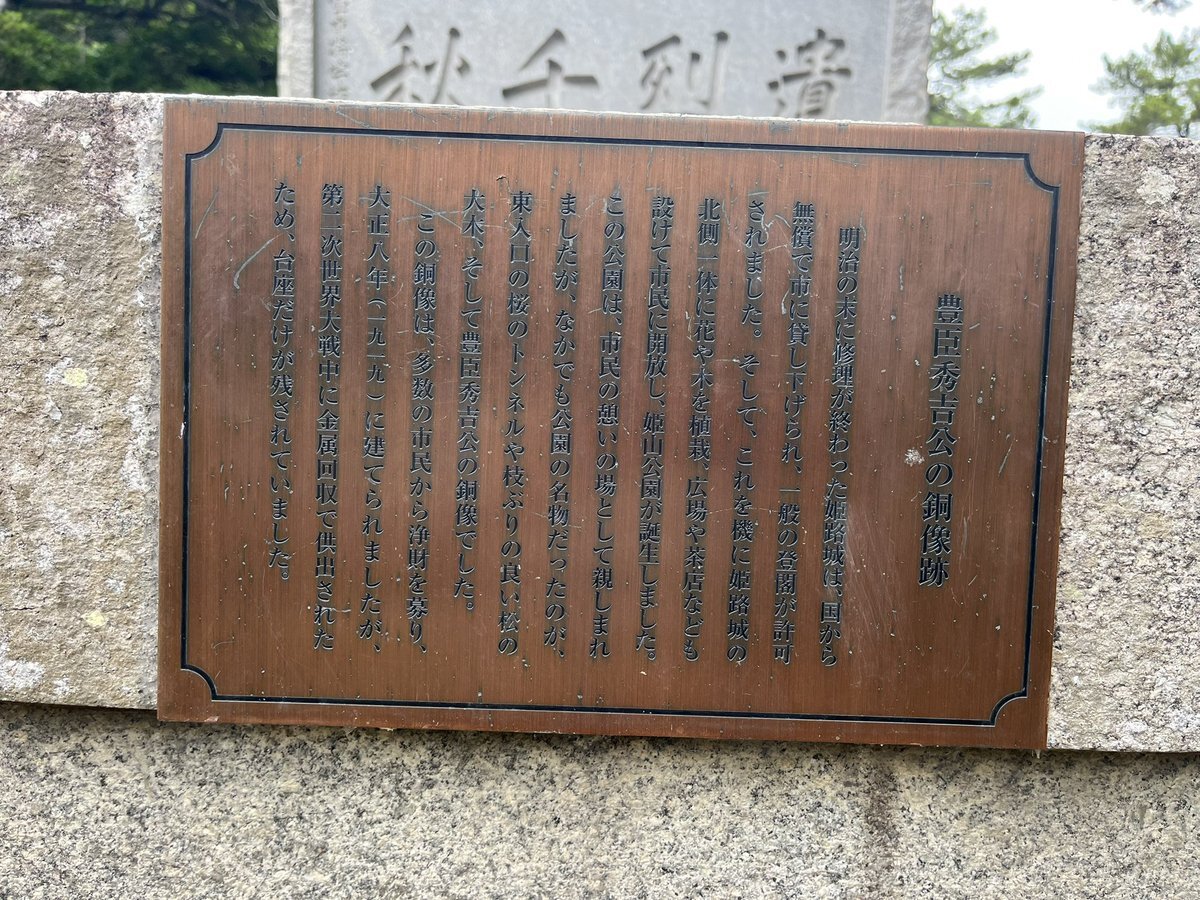 遺烈千秋
豊臣秀吉公の銅像跡
明治の末に修理が終わった姫路城は、国から
無償で市に貸し下げられ、一般の登閣が許可
されました。そして、これを機に姫路城の
北側一体に花や木を植栽、広場や茶店なども
設けて市民に開放し、姫山公園が誕生しました。
この公園は、市民の憩いの場として親しまれ
ましたが、なかでも公園の名物だったのが、
東入口の桜のトンネルや枝ぶりの良い松の
大木、そして豊臣秀吉公の銅像でした。
この銅像は、多数の市民から浄財を募り、
大正八年(一九一九)に建てられましたが、
第二次世界大戦中に金属回収で供出された
ため、台座だけが残されていました。